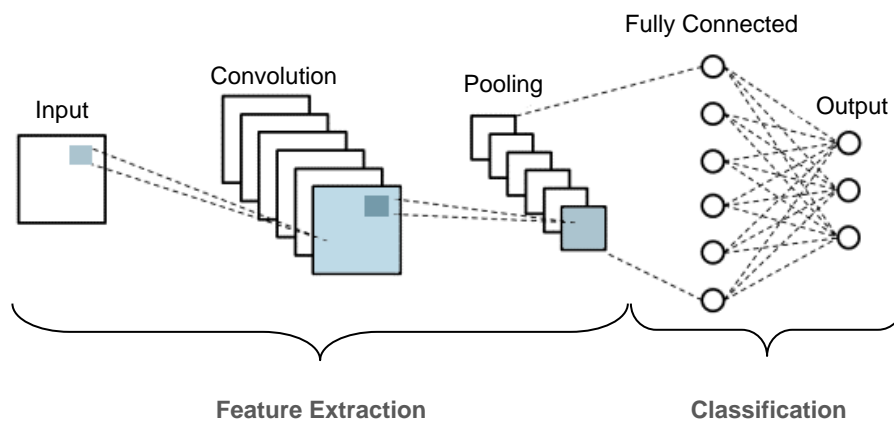 Fully Connected
Convolution
Pooling
Input
Output
Feature Extraction
Classification